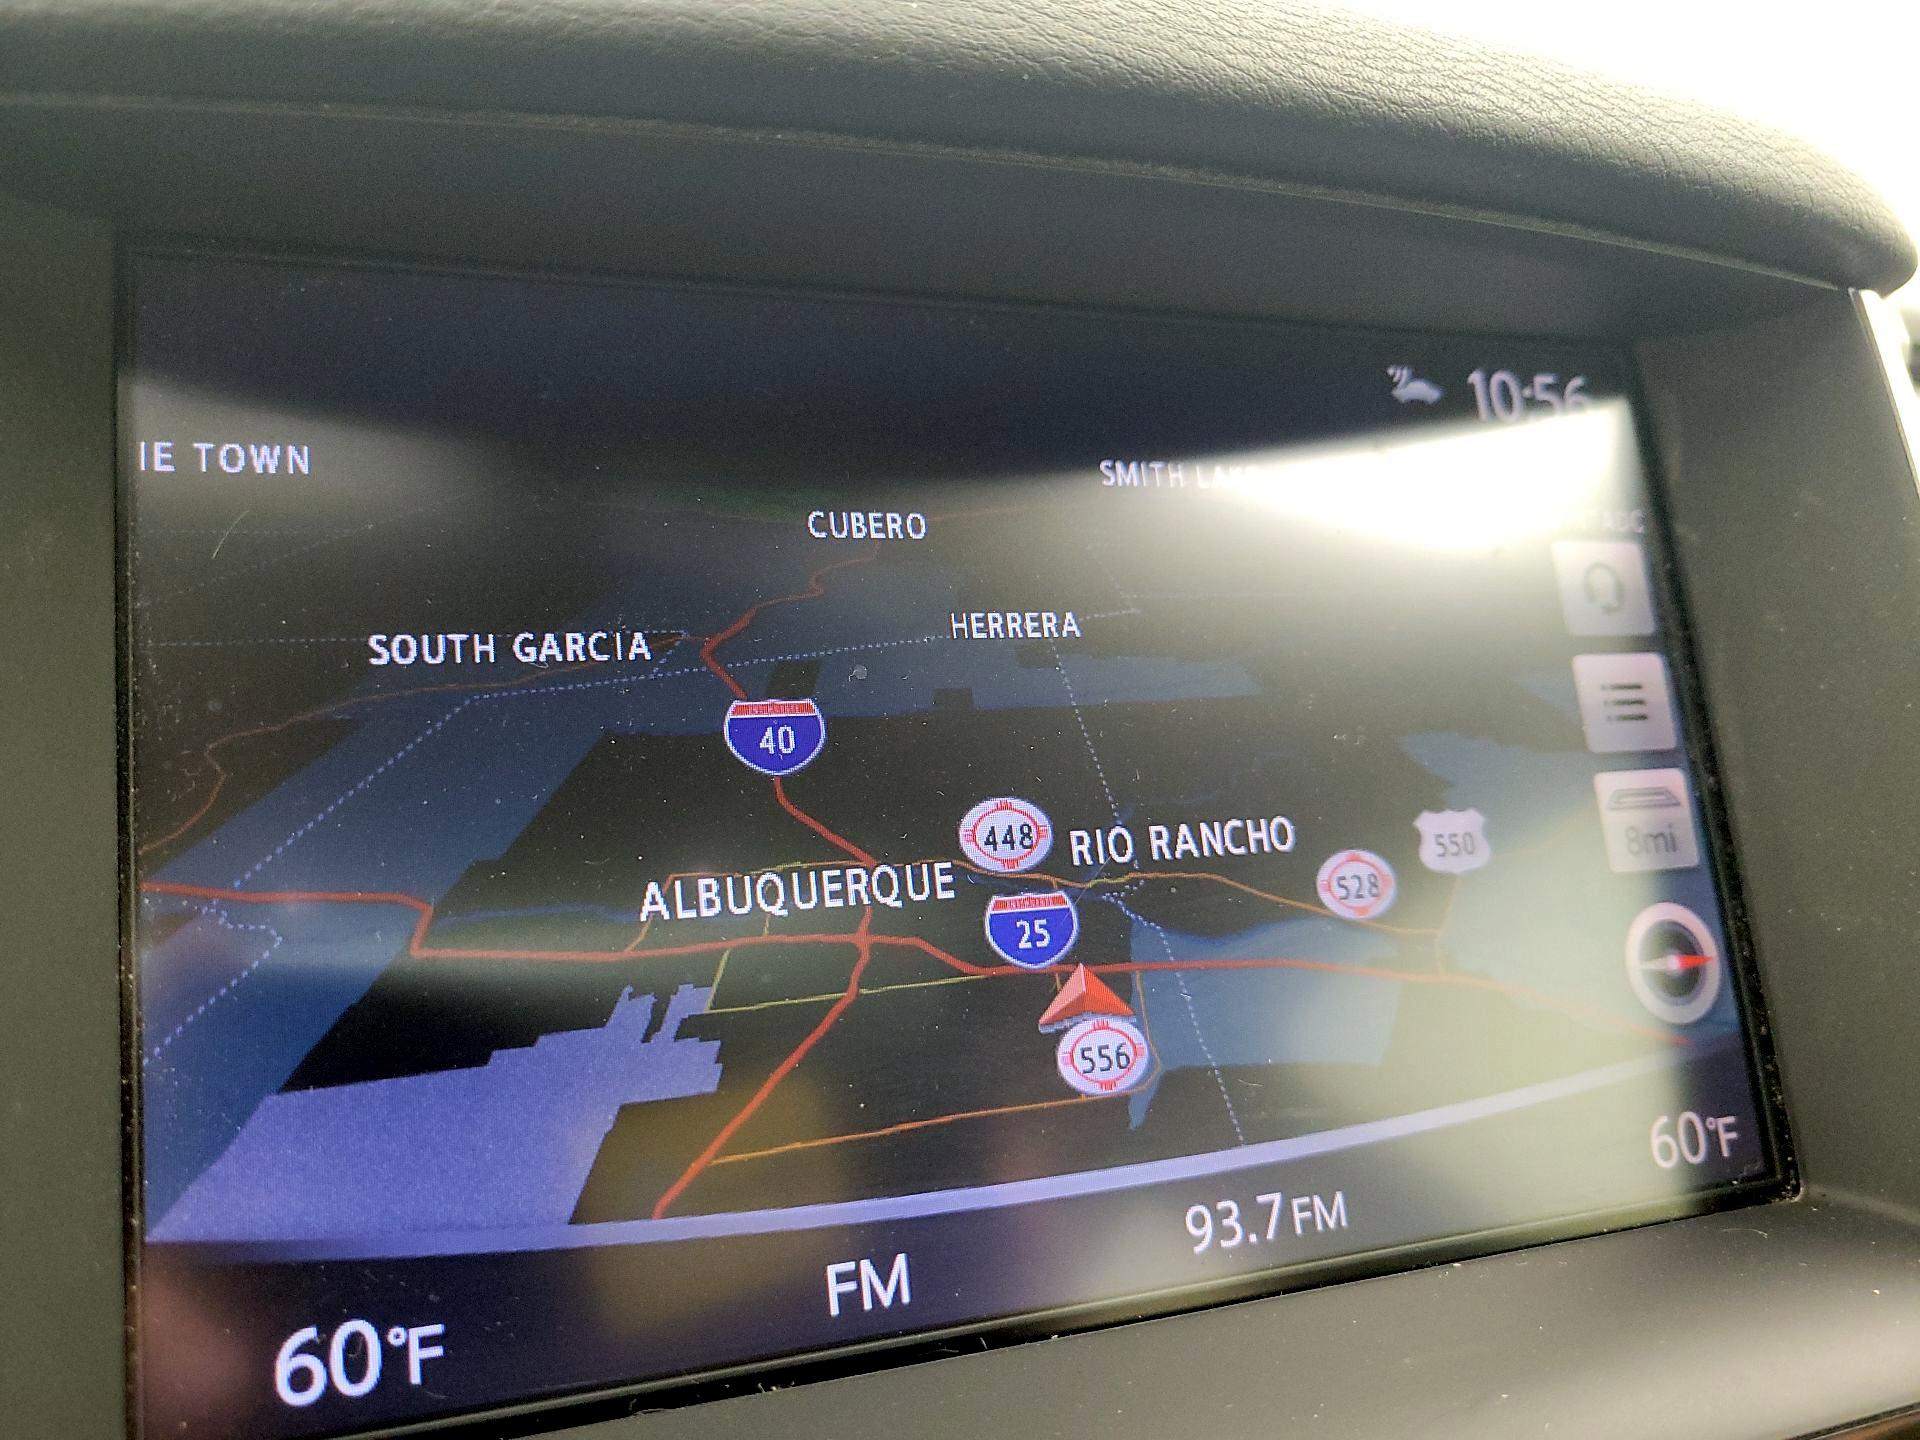 10:56
IE TOWN
SMITH
CUBERO
HERRERA
SOUTH GARCIA
40
448
RIO RANCHO
550
8mi
528
ALBUQUERQUE
25
556
60°F
93.7 FM
FM
60°F